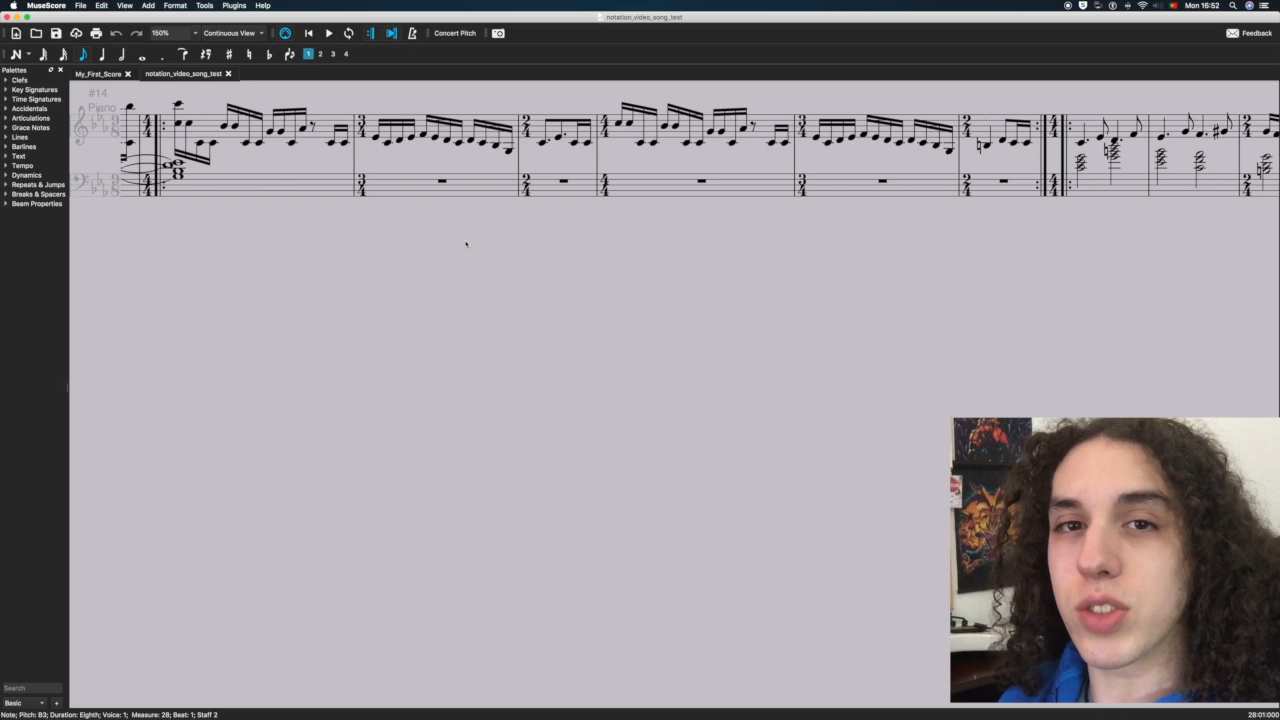 MuseScore File Edit View Add Format Tools Plugins Help Mon 16:52
notation_video_song_test
150% Continuous View Concert Pitch Feedback
1 2 3 4
Palettes
My_First_Score notation_video_song_test
Clefs
Key Signatures
Time Signatures
Accidentals
Articulations
Grace Notes
Lines
Barlines
Text
Tempo
Dynamics
Repeats & Jumps
Breaks & Spacers
Beam Properties
#14
Piano
Search
Basic
Note; Pitch: B3; Duration: Eighth; Voice: 1; Measure: 28; Beat: 1; Staff 2 28:01:000